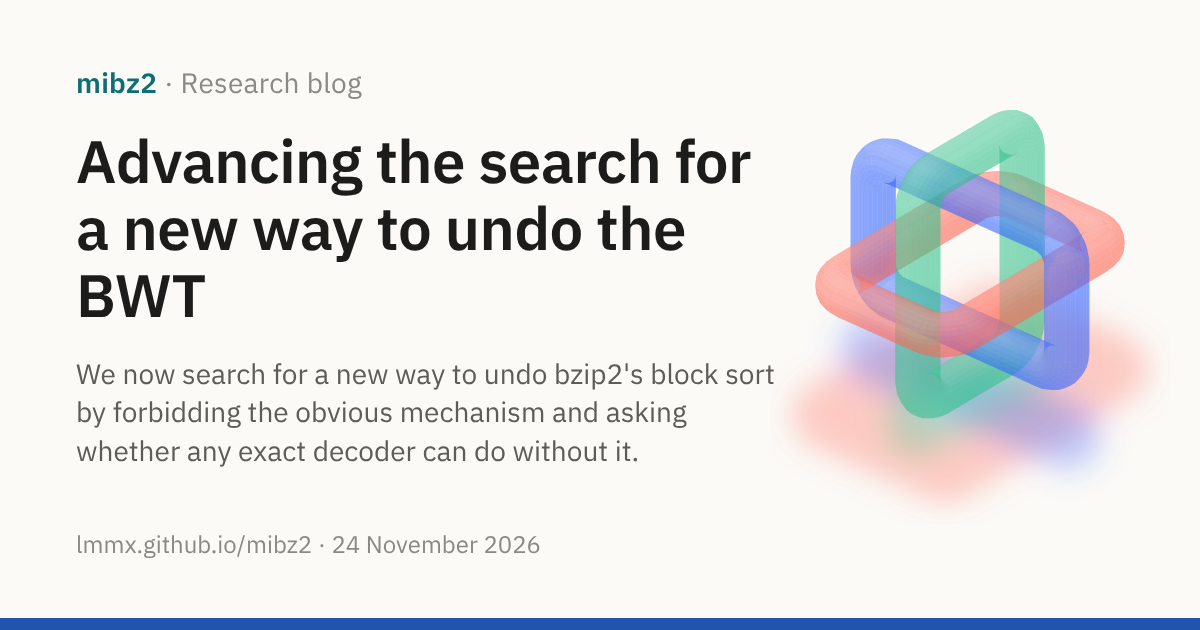 mibz2 · Research blog
Advancing the search for
a new way to undo the
BWT
We now search for a new way to undo bzip2's block sort
by forbidding the obvious mechanism and asking
whether any exact decoder can do without it.
lmmx.github.io/mibz2 · 24 November 2026